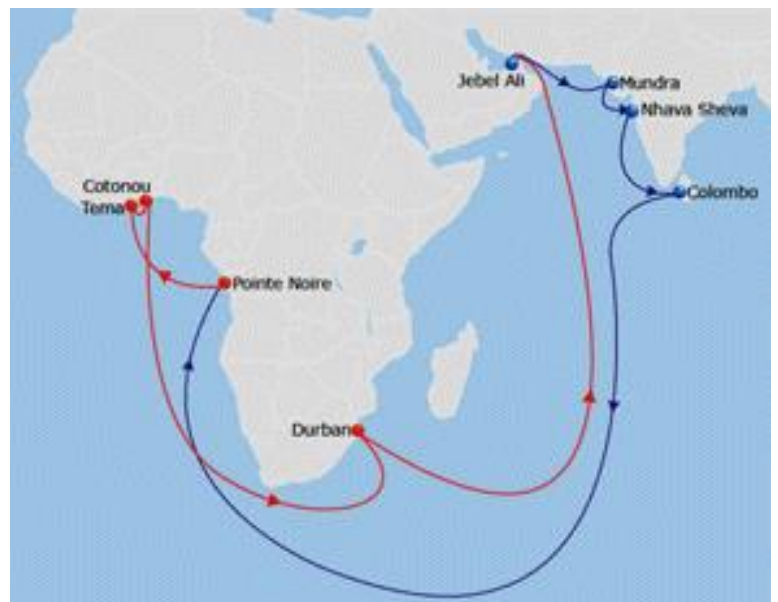 Jebel Ali
Mundra
Nhava Sheva
Cotonou
Tema
Colombo
Pointe Noire
Durban